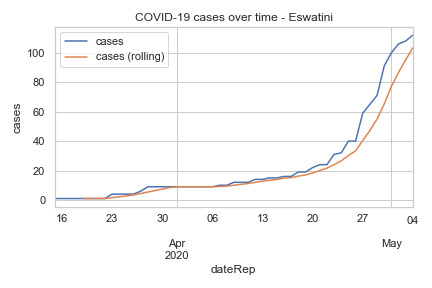 COVID-19 cases over time - Eswatini
cases
cases (rolling)
cases
100
80
60
40
20
0
16 23 30 06 13 20 27 04
Apr May
2020
dateRep